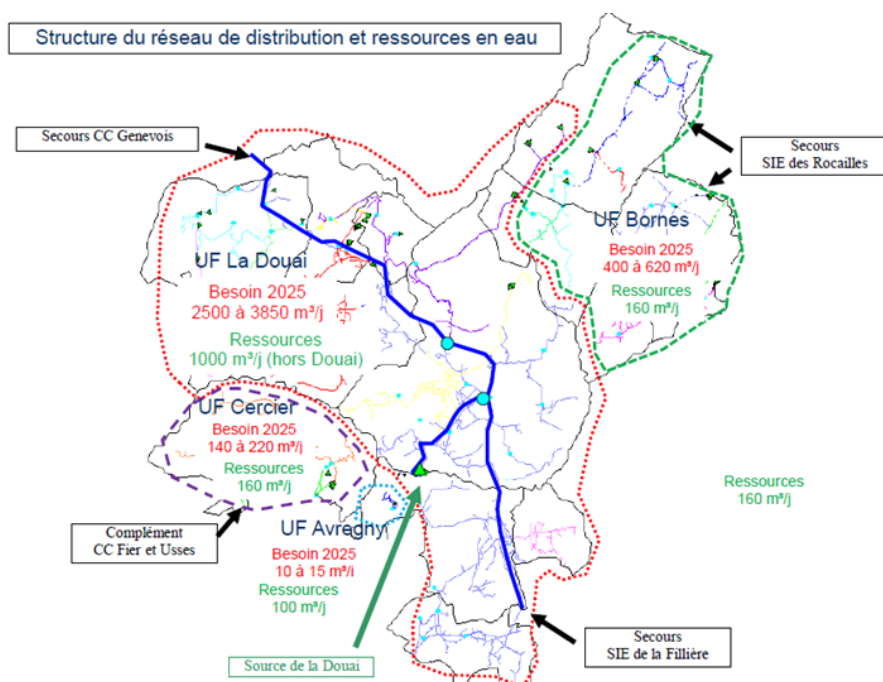 Structure du réseau de distribution et ressources en eau
Secours CC Genevois
Secours
SIE des Rocailles
UF Bornes
Besoin 2025
400 à 620 m³/j
Ressources
160 m³/j
UF La Douai
Besoin 2025
2500 à 3850 m³/j
Ressources
1000 m³/j (hors Douai)
UF Cercier
Besoin 2025
140 à 220 m³/j
Ressources
160 m³/j
Ressources
160 m³/j
Complément
CC Fier et Usses
UF Avregny
Besoin 2025
10 à 15 m³/j
Ressources
100 m³/j
Source de la Douai
Secours
SIE de la Fillière